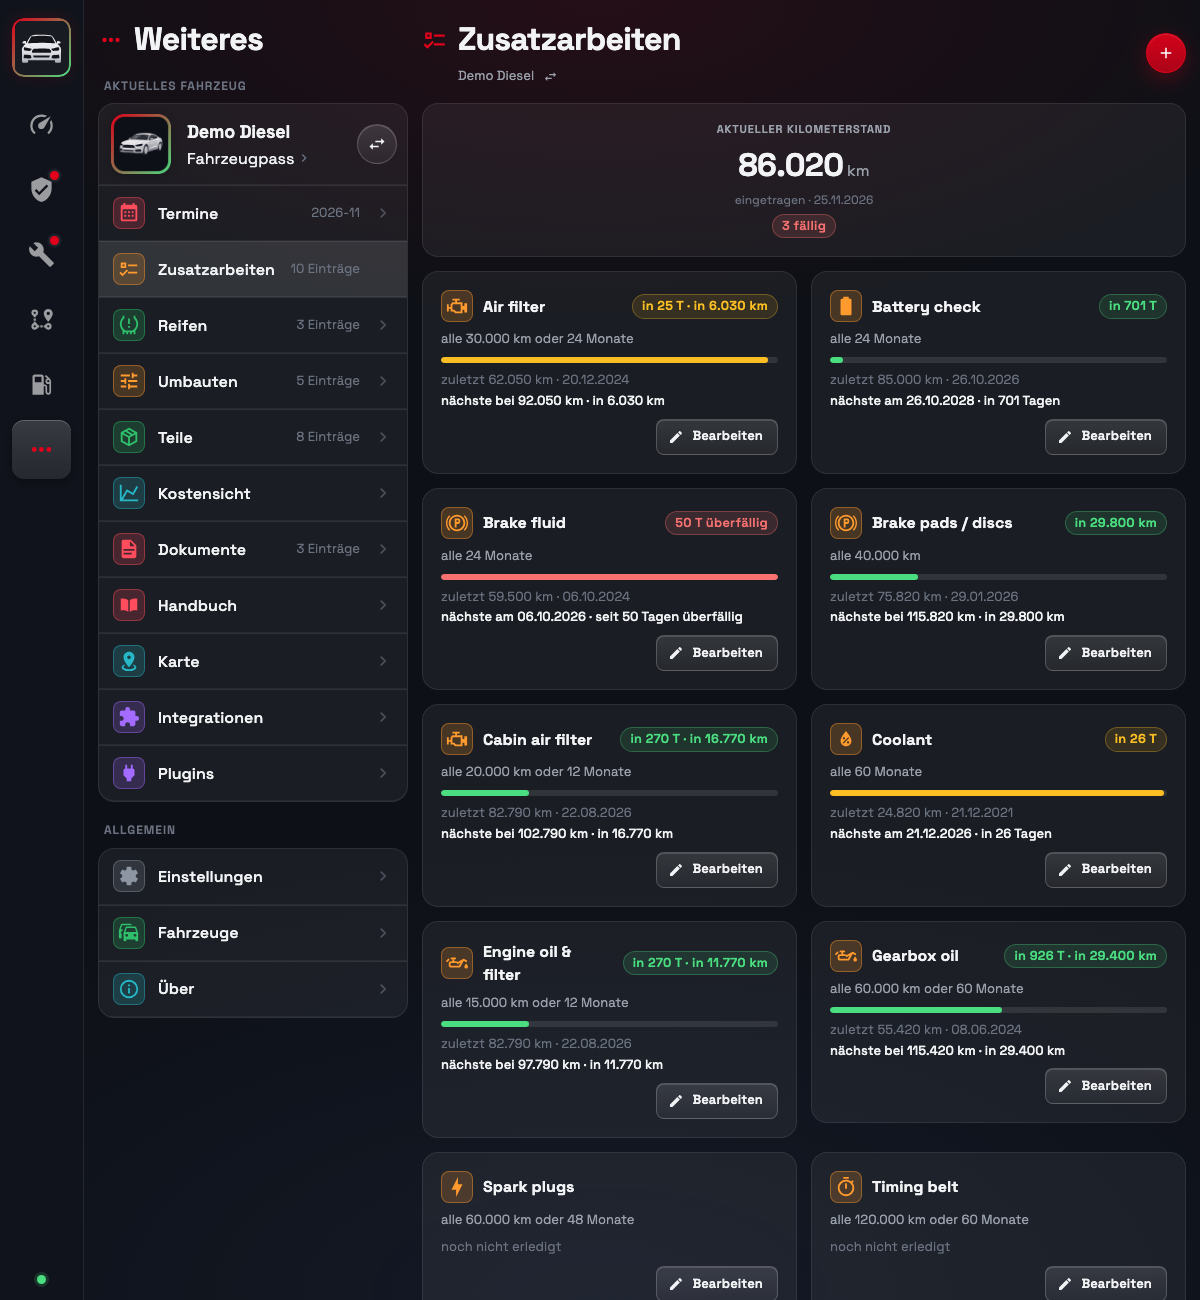 Weiteres
AKTUELLES FAHRZEUG
Demo Diesel
Fahrzeugpass
Termine 2026-11
Zusatzarbeiten 10 Einträge
Reifen 3 Einträge
Umbauten 5 Einträge
Teile 8 Einträge
Kostensicht
Dokumente 3 Einträge
Handbuch
Karte
Integrationen
Plugins
ALLGEMEIN
Einstellungen
Fahrzeuge
Über
Zusatzarbeiten
Demo Diesel
AKTUELLER KILOMETERSTAND
86.020 km
eingetragen · 25.11.2026
3 fällig
Air filter in 25 T · in 6.030 km
alle 30.000 km oder 24 Monate
zuletzt 62.050 km · 20.12.2024
nächste bei 92.050 km · in 6.030 km
Bearbeiten
Battery check in 701 T
alle 24 Monate
zuletzt 85.000 km · 26.10.2026
nächste am 26.10.2028 · in 701 Tagen
Bearbeiten
Brake fluid 50 T überfällig
alle 24 Monate
zuletzt 59.500 km · 06.10.2024
nächste am 06.10.2026 · seit 50 Tagen überfällig
Bearbeiten
Brake pads / discs in 29.800 km
alle 40.000 km
zuletzt 75.820 km · 29.01.2026
nächste bei 115.820 km · in 29.800 km
Bearbeiten
Cabin air filter in 270 T · in 16.770 km
alle 20.000 km oder 12 Monate
zuletzt 82.790 km · 22.08.2026
nächste bei 102.790 km · in 16.770 km
Bearbeiten
Coolant in 26 T
alle 60 Monate
zuletzt 24.820 km · 21.12.2021
nächste am 21.12.2026 · in 26 Tagen
Bearbeiten
Engine oil &
filter in 270 T · in 11.770 km
alle 15.000 km oder 12 Monate
zuletzt 82.790 km · 22.08.2026
nächste bei 97.790 km · in 11.770 km
Bearbeiten
Gearbox oil in 926 T · in 29.400 km
alle 60.000 km oder 60 Monate
zuletzt 55.420 km · 08.06.2024
nächste bei 115.420 km · in 29.400 km
Bearbeiten
Spark plugs
alle 60.000 km oder 48 Monate
noch nicht erledigt
Bearbeiten
Timing belt
alle 120.000 km oder 60 Monate
noch nicht erledigt
Bearbeiten